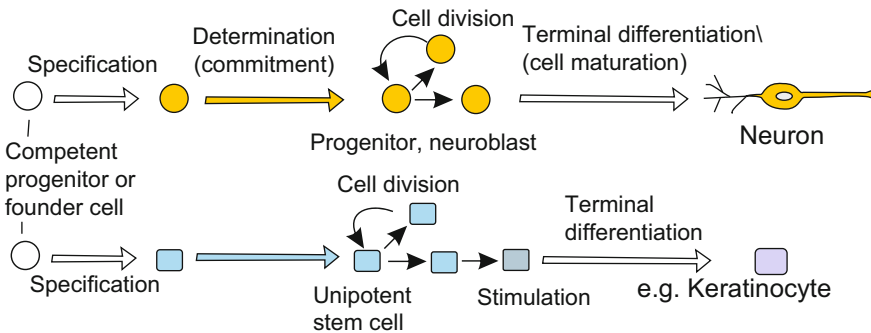 Cell division
Determination
(commitment)
Terminal differentiation\
(cell maturation)
Specification
Progenitor, neuroblast
Neuron
Competent
progenitor or
founder cell
Cell division
Terminal
differentiation
Specification
Unipotent
stem cell
Stimulation
e.g. Keratinocyte